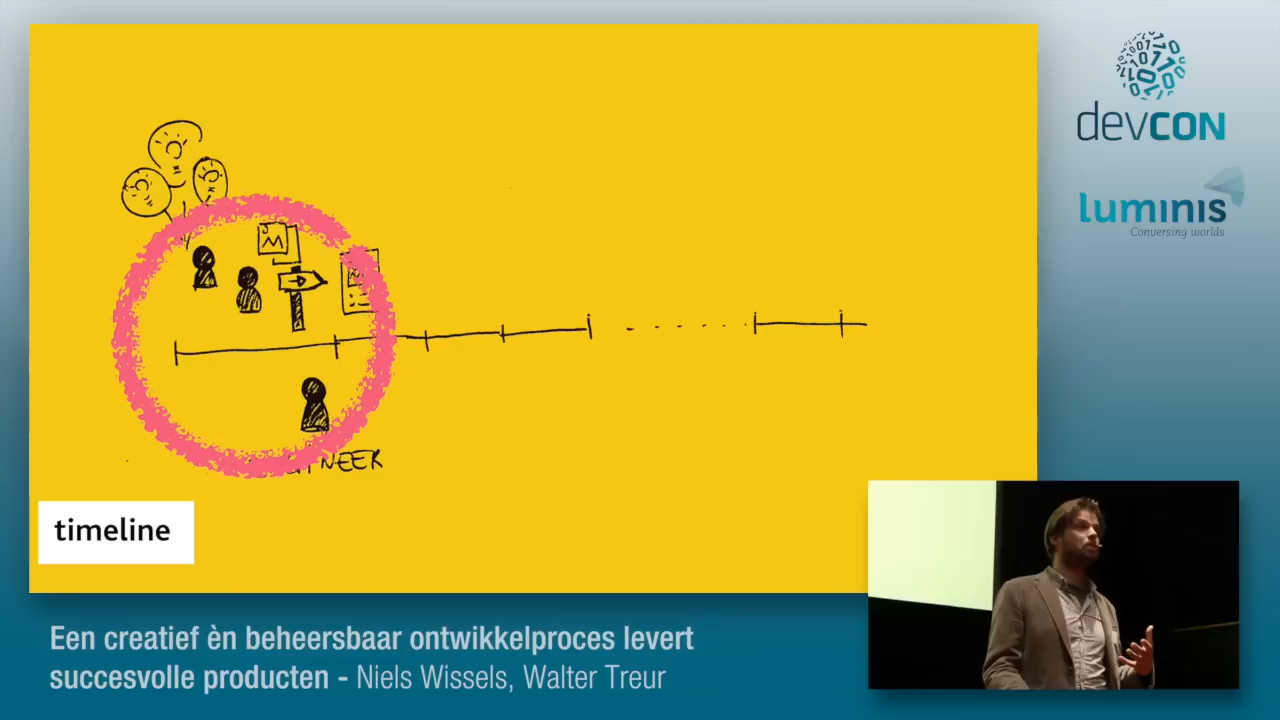 timeline
devcon
luminis
Conversing worlds
Een creatief èn beheersbaar ontwikkelproces levert
succesvolle producten - Niels Wissels, Walter Treur